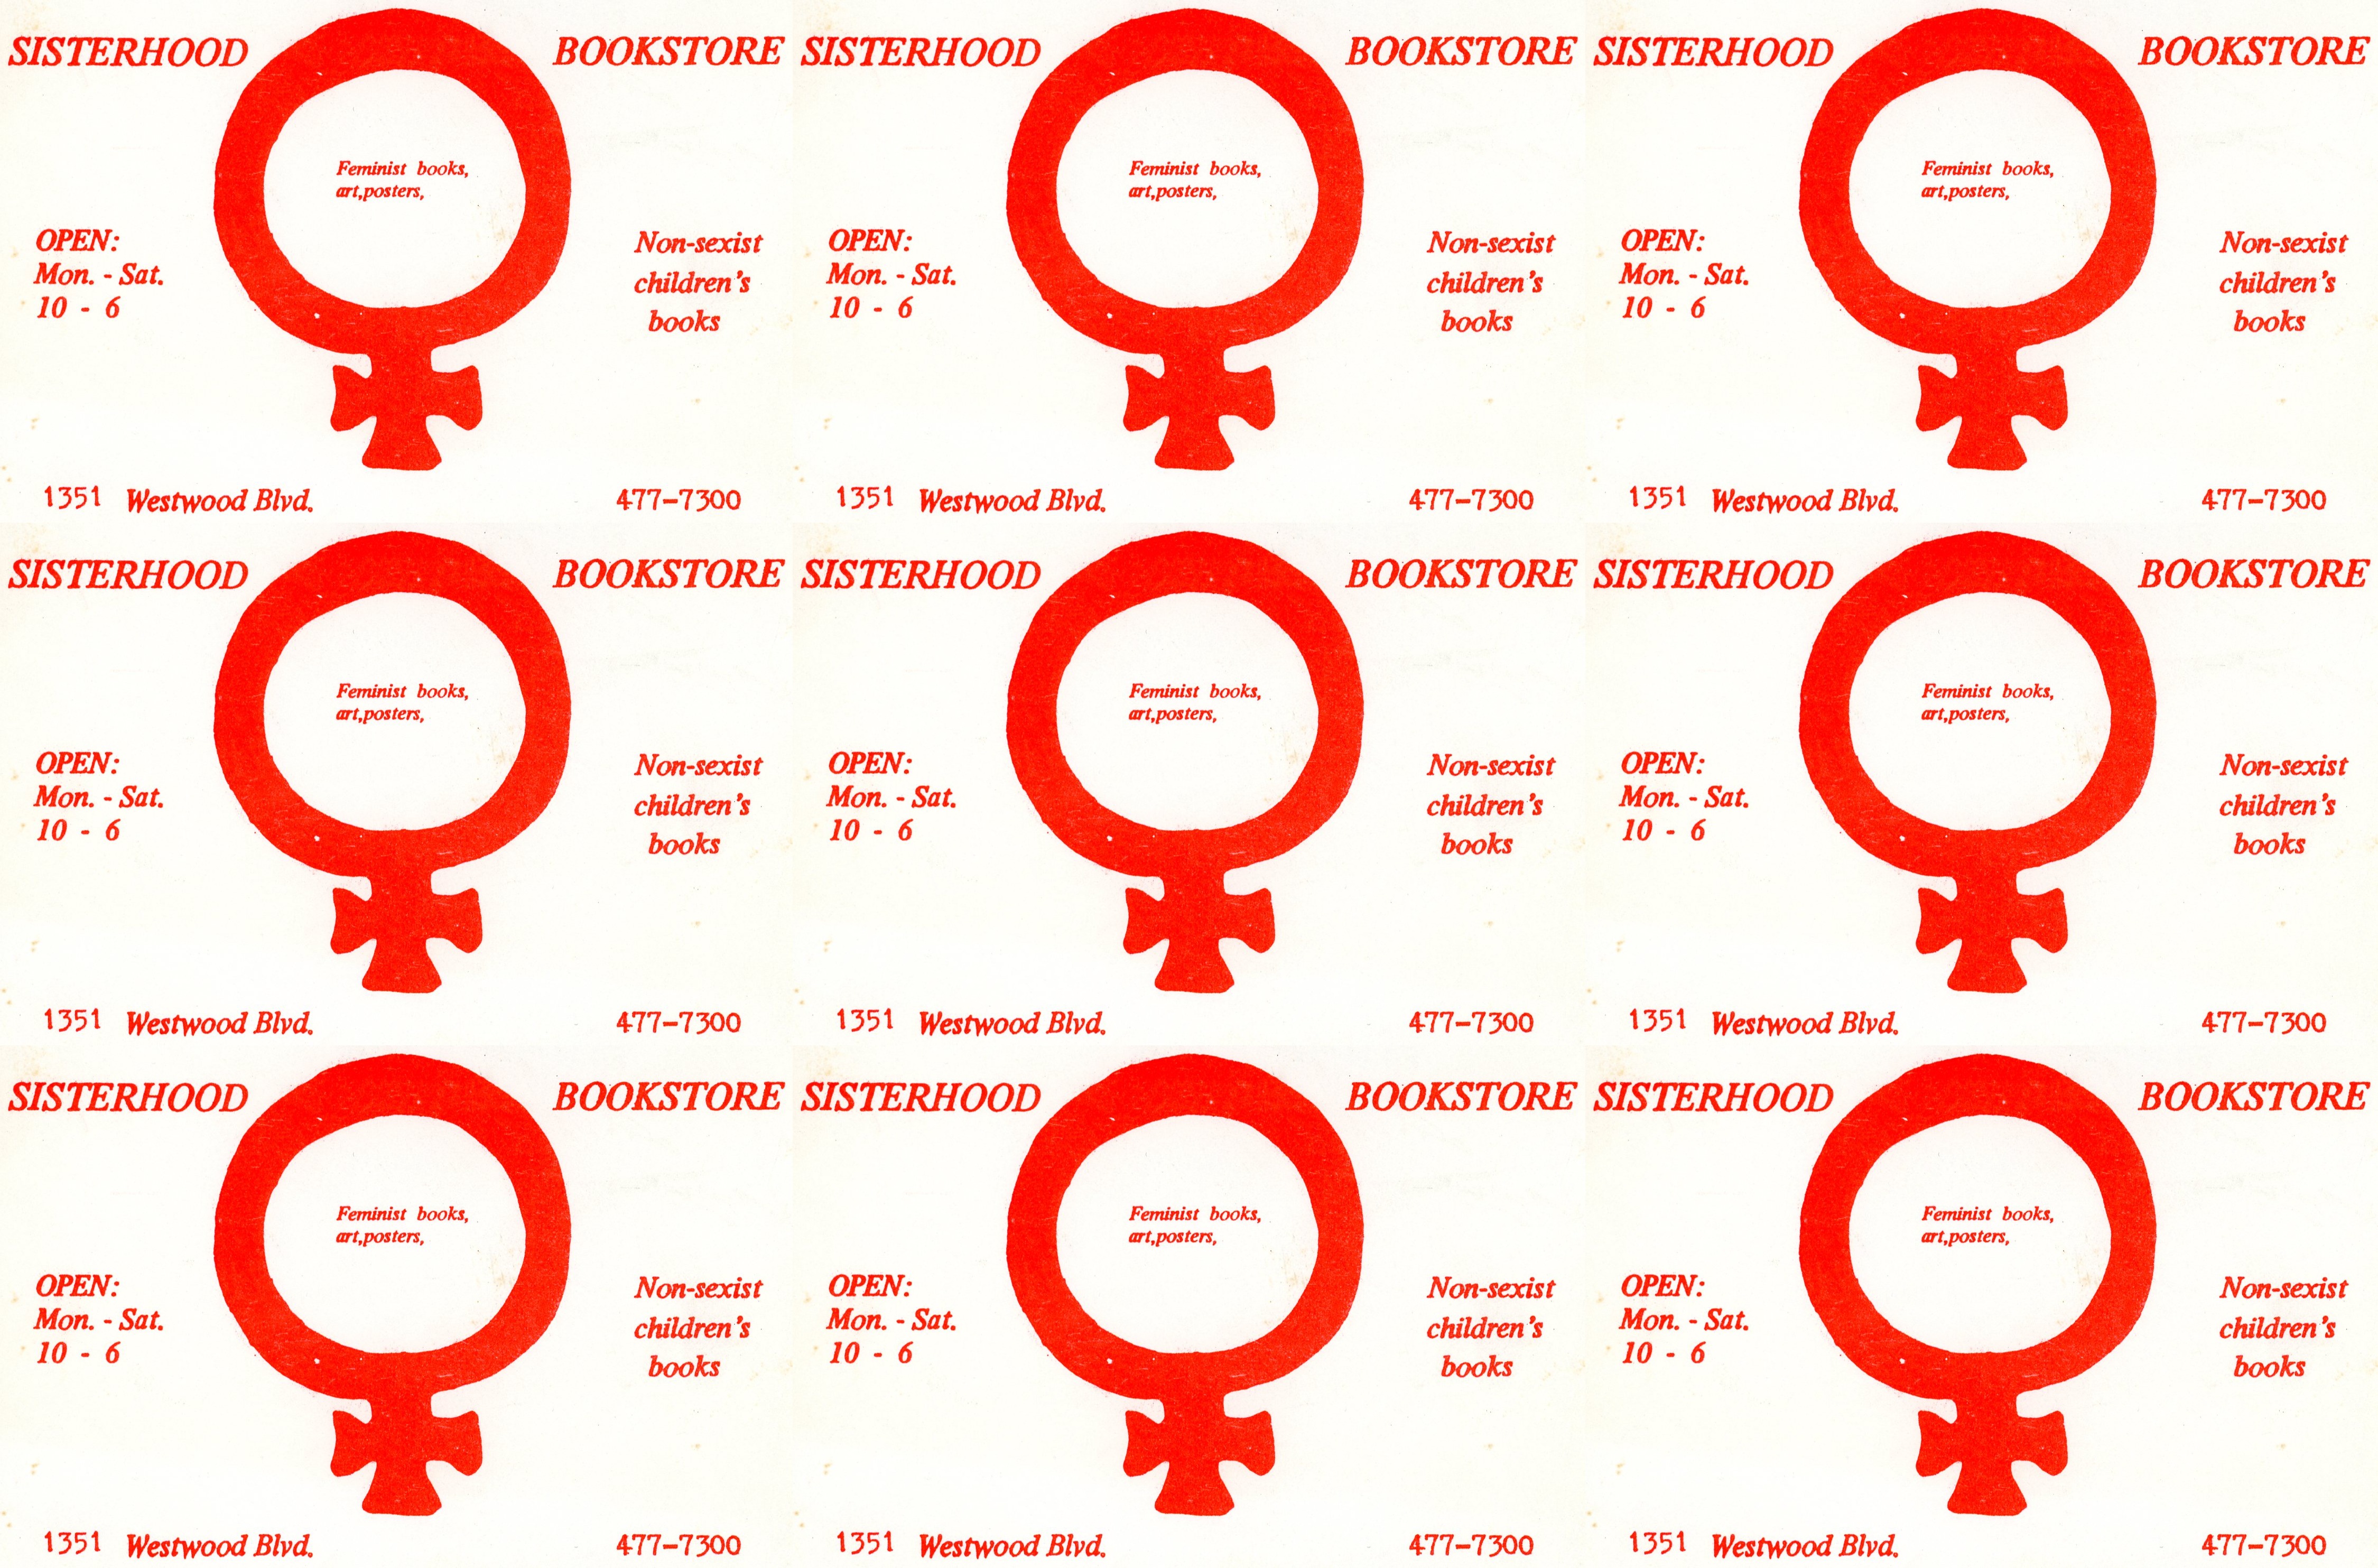 SISTERHOOD BOOKSTORE
Feminist books,
art,posters,
OPEN:
Mon. - Sat.
10 - 6
Non-sexist
children's
books
1351 Westwood Blvd. 477-7300
SISTERHOOD BOOKSTORE
Feminist books,
art,posters,
OPEN:
Mon. - Sat.
10 - 6
Non-sexist
children's
books
1351 Westwood Blvd. 477-7300
SISTERHOOD BOOKSTORE
Feminist books,
art,posters,
OPEN:
Mon. - Sat.
10 - 6
Non-sexist
children's
books
1351 Westwood Blvd. 477-7300
SISTERHOOD BOOKSTORE
Feminist books,
art,posters,
OPEN:
Mon. - Sat.
10 - 6
Non-sexist
children's
books
1351 Westwood Blvd. 477-7300
SISTERHOOD BOOKSTORE
Feminist books,
art,posters,
OPEN:
Mon. - Sat.
10 - 6
Non-sexist
children's
books
1351 Westwood Blvd. 477-7300
SISTERHOOD BOOKSTORE
Feminist books,
art,posters,
OPEN:
Mon. - Sat.
10 - 6
Non-sexist
children's
books
1351 Westwood Blvd. 477-7300
SISTERHOOD BOOKSTORE
Feminist books,
art,posters,
OPEN:
Mon. - Sat.
10 - 6
Non-sexist
children's
books
1351 Westwood Blvd. 477-7300
SISTERHOOD BOOKSTORE
Feminist books,
art,posters,
OPEN:
Mon. - Sat.
10 - 6
Non-sexist
children's
books
1351 Westwood Blvd. 477-7300
SISTERHOOD BOOKSTORE
Feminist books,
art,posters,
OPEN:
Mon. - Sat.
10 - 6
Non-sexist
children's
books
1351 Westwood Blvd. 477-7300